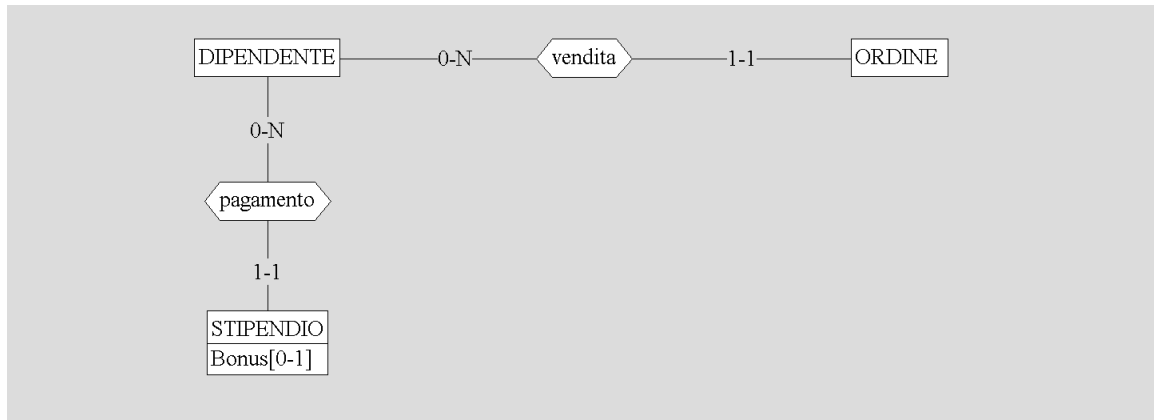 DIPENDENTE
0-N
vendita
1-1
ORDINE
0-N
pagamento
1-1
STIPENDIO
Bonus[0-1]